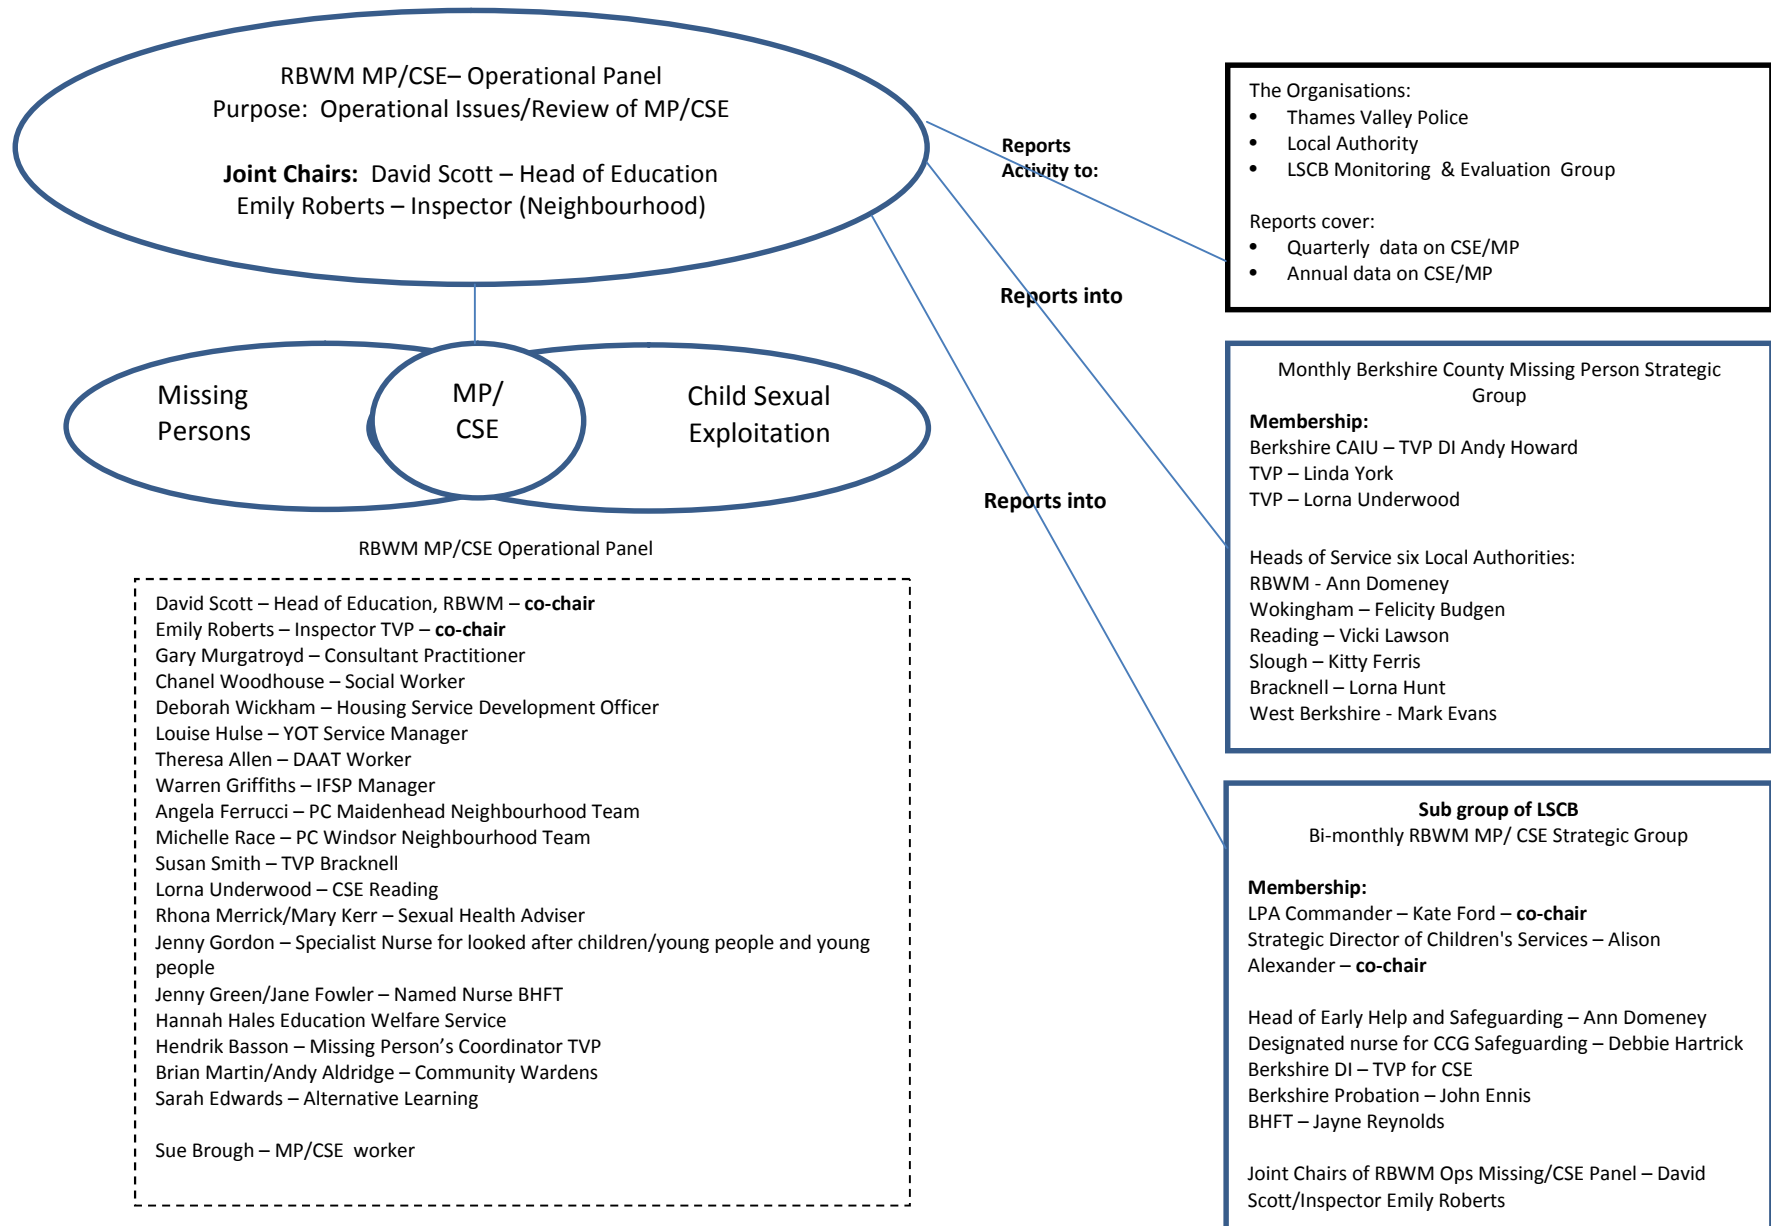 RBWM MP/CSE– Operational Panel
Purpose:  Operational Issues/Review of MP/CSE
Joint Chairs:  David Scott – Head of Education
Emily Roberts – Inspector (Neighbourhood)
Missing
Persons
MP/
CSE
Child Sexual
Exploitation
RBWM MP/CSE Operational Panel
David Scott – Head of Education, RBWM – co-chair
Emily Roberts – Inspector TVP – co-chair
Gary Murgatroyd – Consultant Practitioner
Chanel Woodhouse – Social Worker
Deborah Wickham – Housing Service Development Officer
Louise Hulse – YOT Service Manager
Theresa Allen – DAAT Worker
Warren Griffiths – IFSP Manager
Angela Ferrucci – PC Maidenhead Neighbourhood Team
Michelle Race – PC Windsor Neighbourhood Team
Susan Smith – TVP Bracknell
Lorna Underwood – CSE Reading
Rhona Merrick/Mary Kerr – Sexual Health Adviser
Jenny Gordon – Specialist Nurse for looked after children/young people and young
people
Jenny Green/Jane Fowler – Named Nurse BHFT
Hannah Hales Education Welfare Service
Hendrik Basson – Missing Person’s Coordinator TVP
Brian Martin/Andy Aldridge – Community Wardens
Sarah Edwards – Alternative Learning
Sue Brough – MP/CSE  worker
Reports
Activity to:
Reports into
Reports into
The Organisations:
• Thames Valley Police
• Local Authority
• LSCB Monitoring  & Evaluation  Group
Reports cover:
• Quarterly  data on CSE/MP
• Annual data on CSE/MP
Monthly Berkshire County Missing Person Strategic
Group
Membership:
Berkshire CAIU – TVP DI Andy Howard
TVP – Linda York
TVP – Lorna Underwood
Heads of Service six Local Authorities:
RBWM - Ann Domeney
Wokingham – Felicity Budgen
Reading – Vicki Lawson
Slough – Kitty Ferris
Bracknell – Lorna Hunt
West Berkshire - Mark Evans
Sub group of LSCB
Bi-monthly RBWM MP/ CSE Strategic Group
Membership:
LPA Commander – Kate Ford – co-chair
Strategic Director of Children's Services – Alison
Alexander – co-chair
Head of Early Help and Safeguarding – Ann Domeney
Designated nurse for CCG Safeguarding – Debbie Hartrick
Berkshire DI – TVP for CSE
Berkshire Probation – John Ennis
BHFT – Jayne Reynolds
Joint Chairs of RBWM Ops Missing/CSE Panel – David
Scott/Inspector Emily Roberts